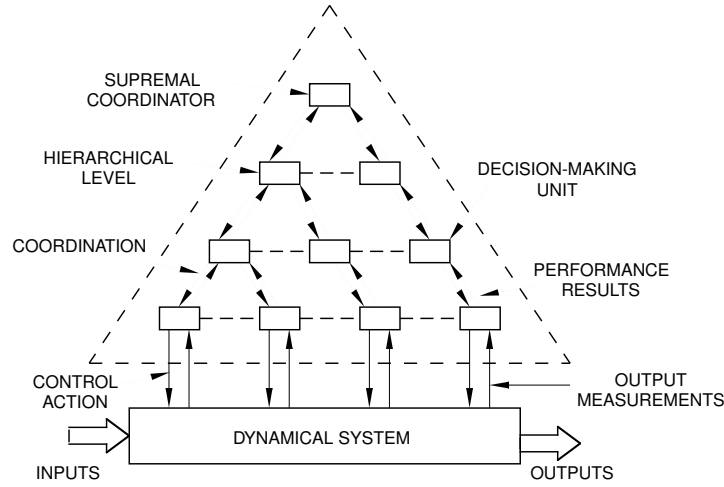 SUPREMAL
COORDINATOR
HIERARCHICAL
LEVEL
DECISION-MAKING
UNIT
COORDINATION
PERFORMANCE
RESULTS
CONTROL
ACTION
OUTPUT
MEASUREMENTS
DYNAMICAL SYSTEM
INPUTS
OUTPUTS